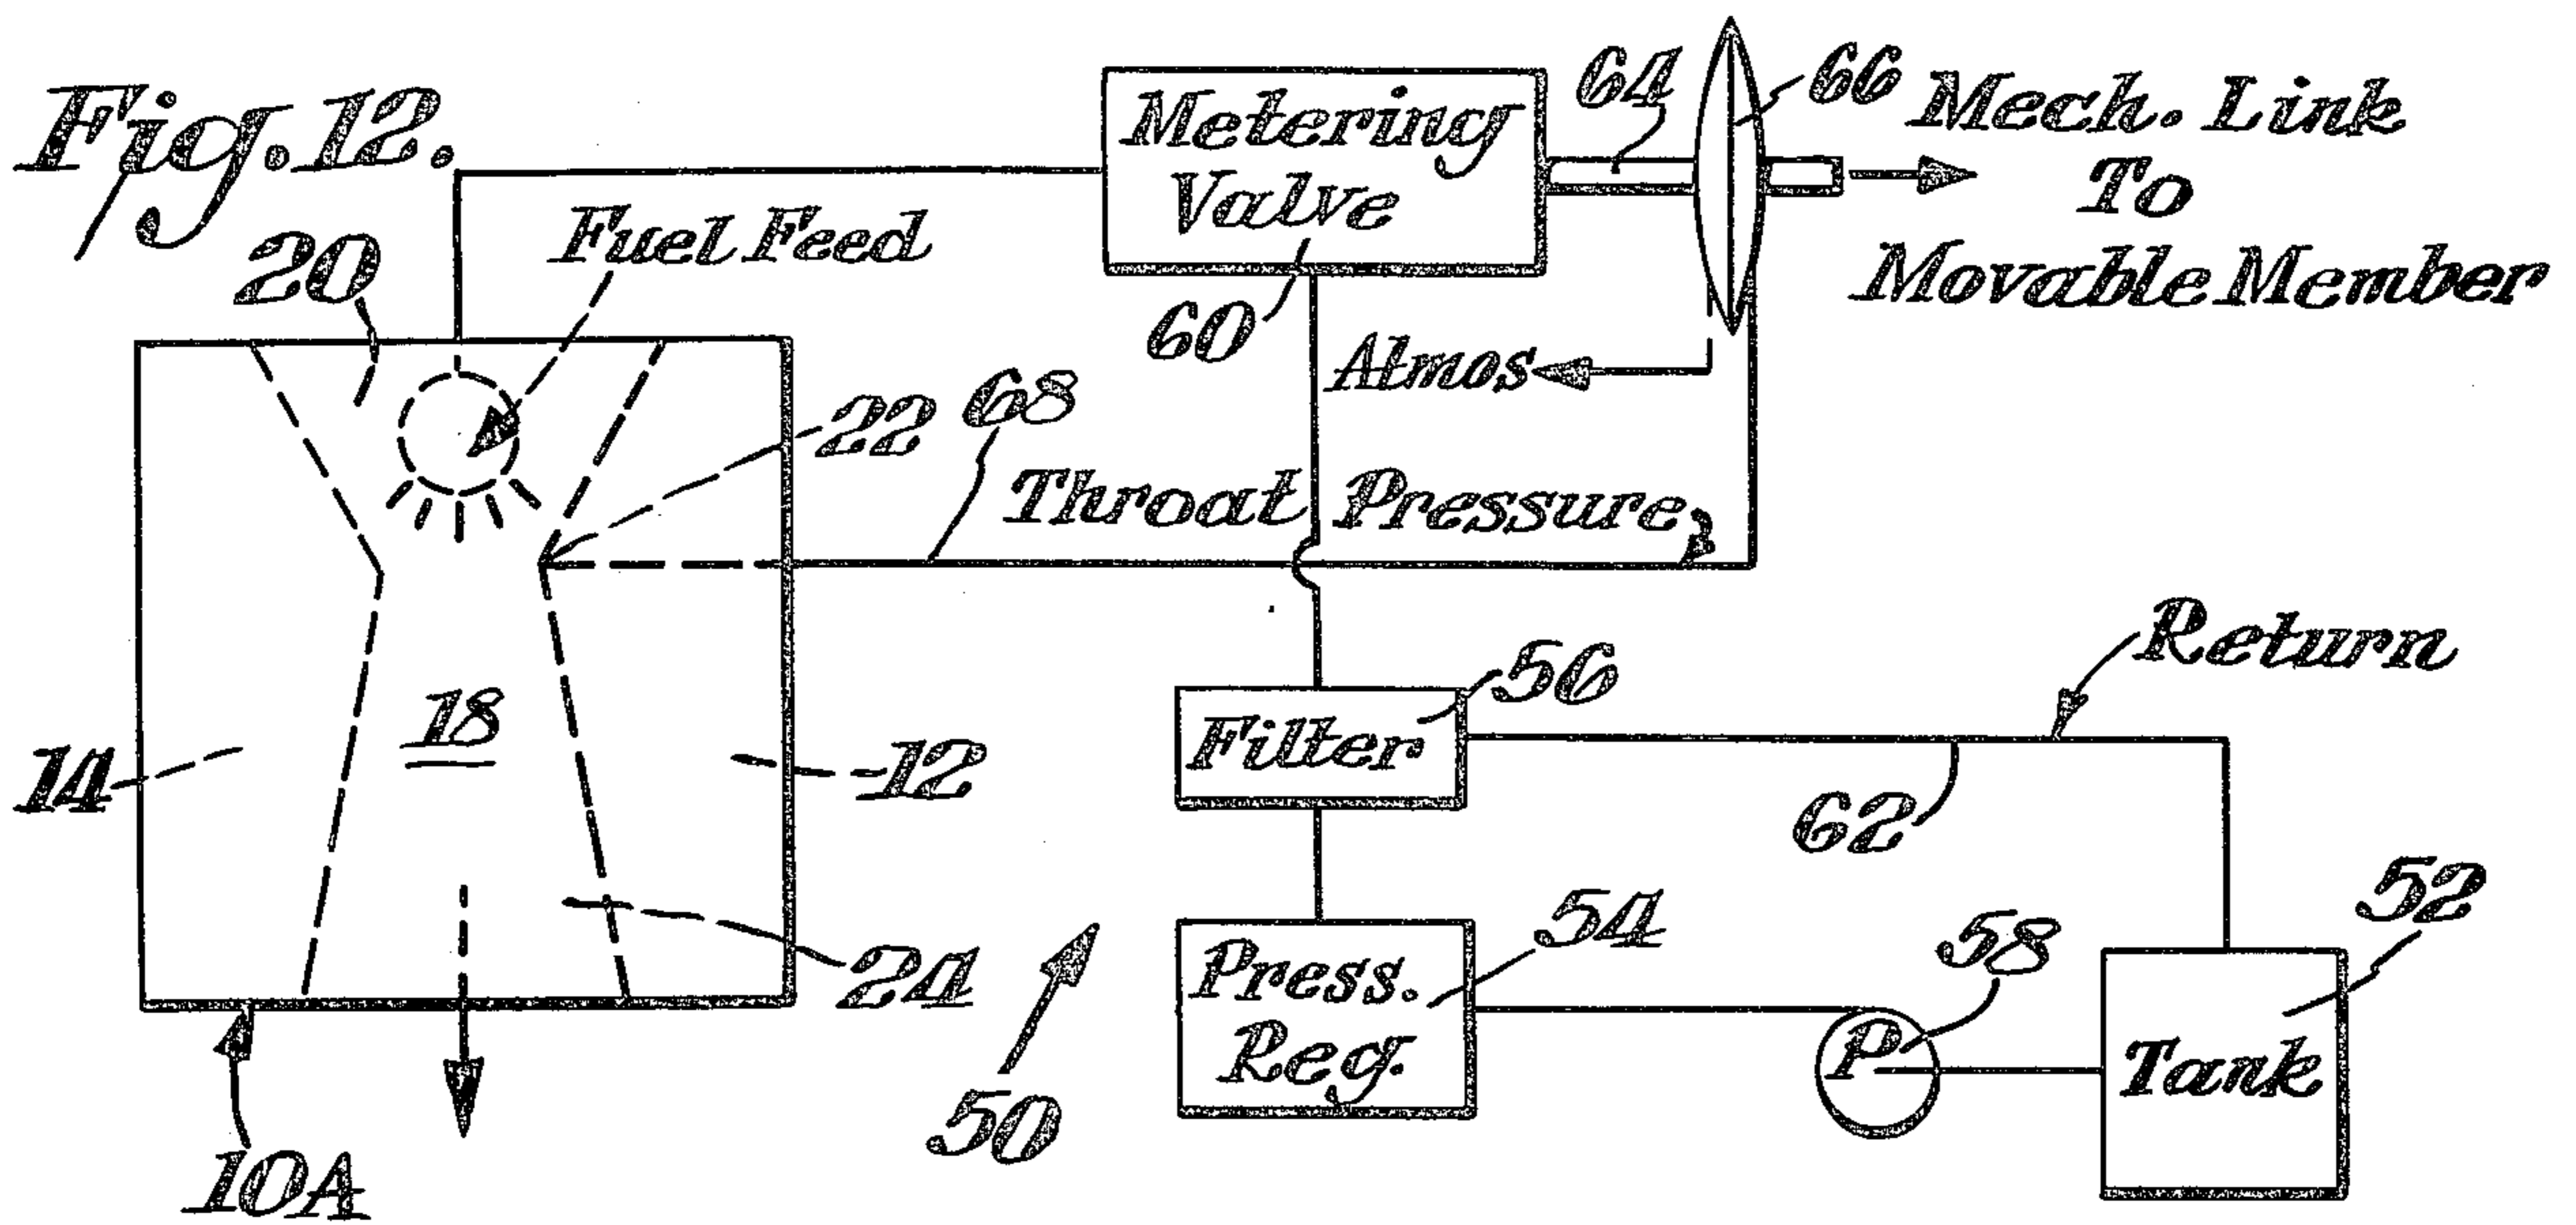 Fig. 12.
Metering
Valve
64
66
Mech. Link
To
Movable Member
Fuel Feed
20
60
Atmos
22
68
Throat Pressure
56
Return
Filter
18
14
12
62
52
54
58
24
Press.
Reg.
P
Tank
50
10A